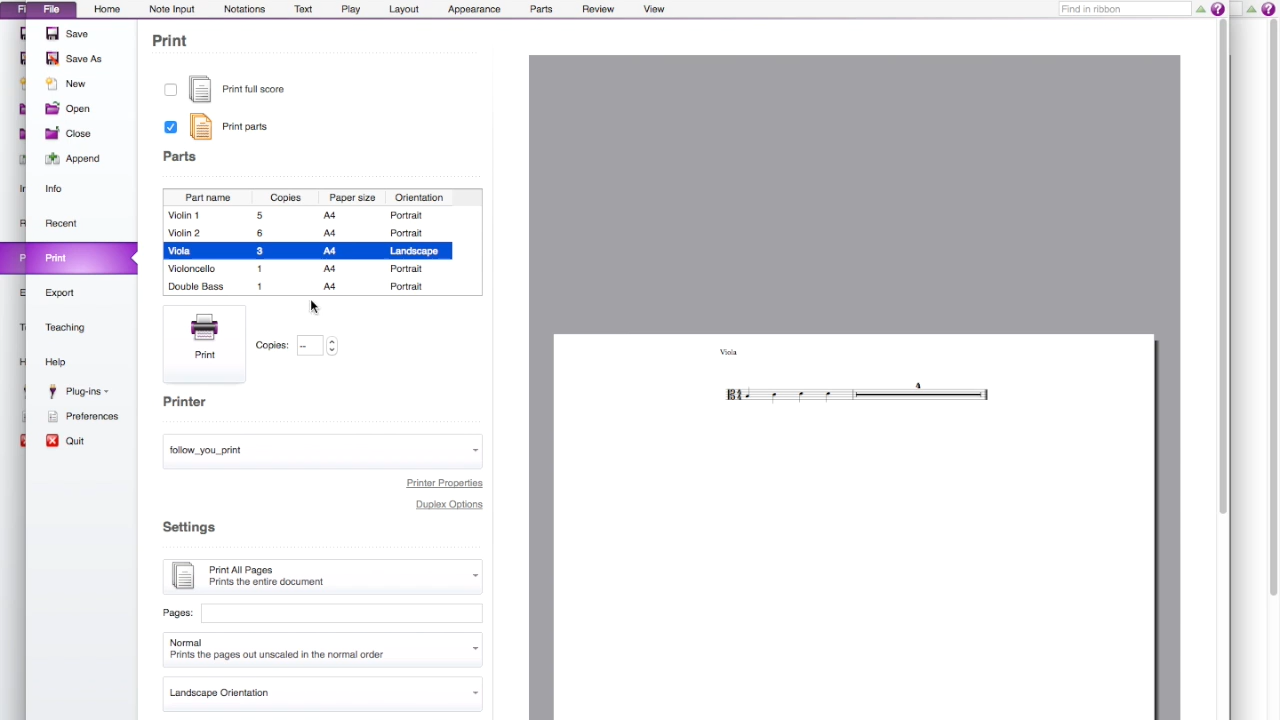 File Home Note Input Notations Text Play Layout Appearance Parts Review View Find in ribbon
Save
Save As
New
Open
Close
Append
Info
Recent
Print
Export
Teaching
Help
Plug-ins
Preferences
Quit
Print
Print full score
Print parts
Parts
Part name Copies Paper size Orientation
Violin 1 5 A4 Portrait
Violin 2 6 A4 Portrait
Viola 3 A4 Landscape
Violoncello 1 A4 Portrait
Double Bass 1 A4 Portrait
Print
Copies: --
Printer
follow_you_print
Printer Properties
Duplex Options
Settings
Print All Pages
Prints the entire document
Pages:
Normal
Prints the pages out unscaled in the normal order
Landscape Orientation
Viola
4